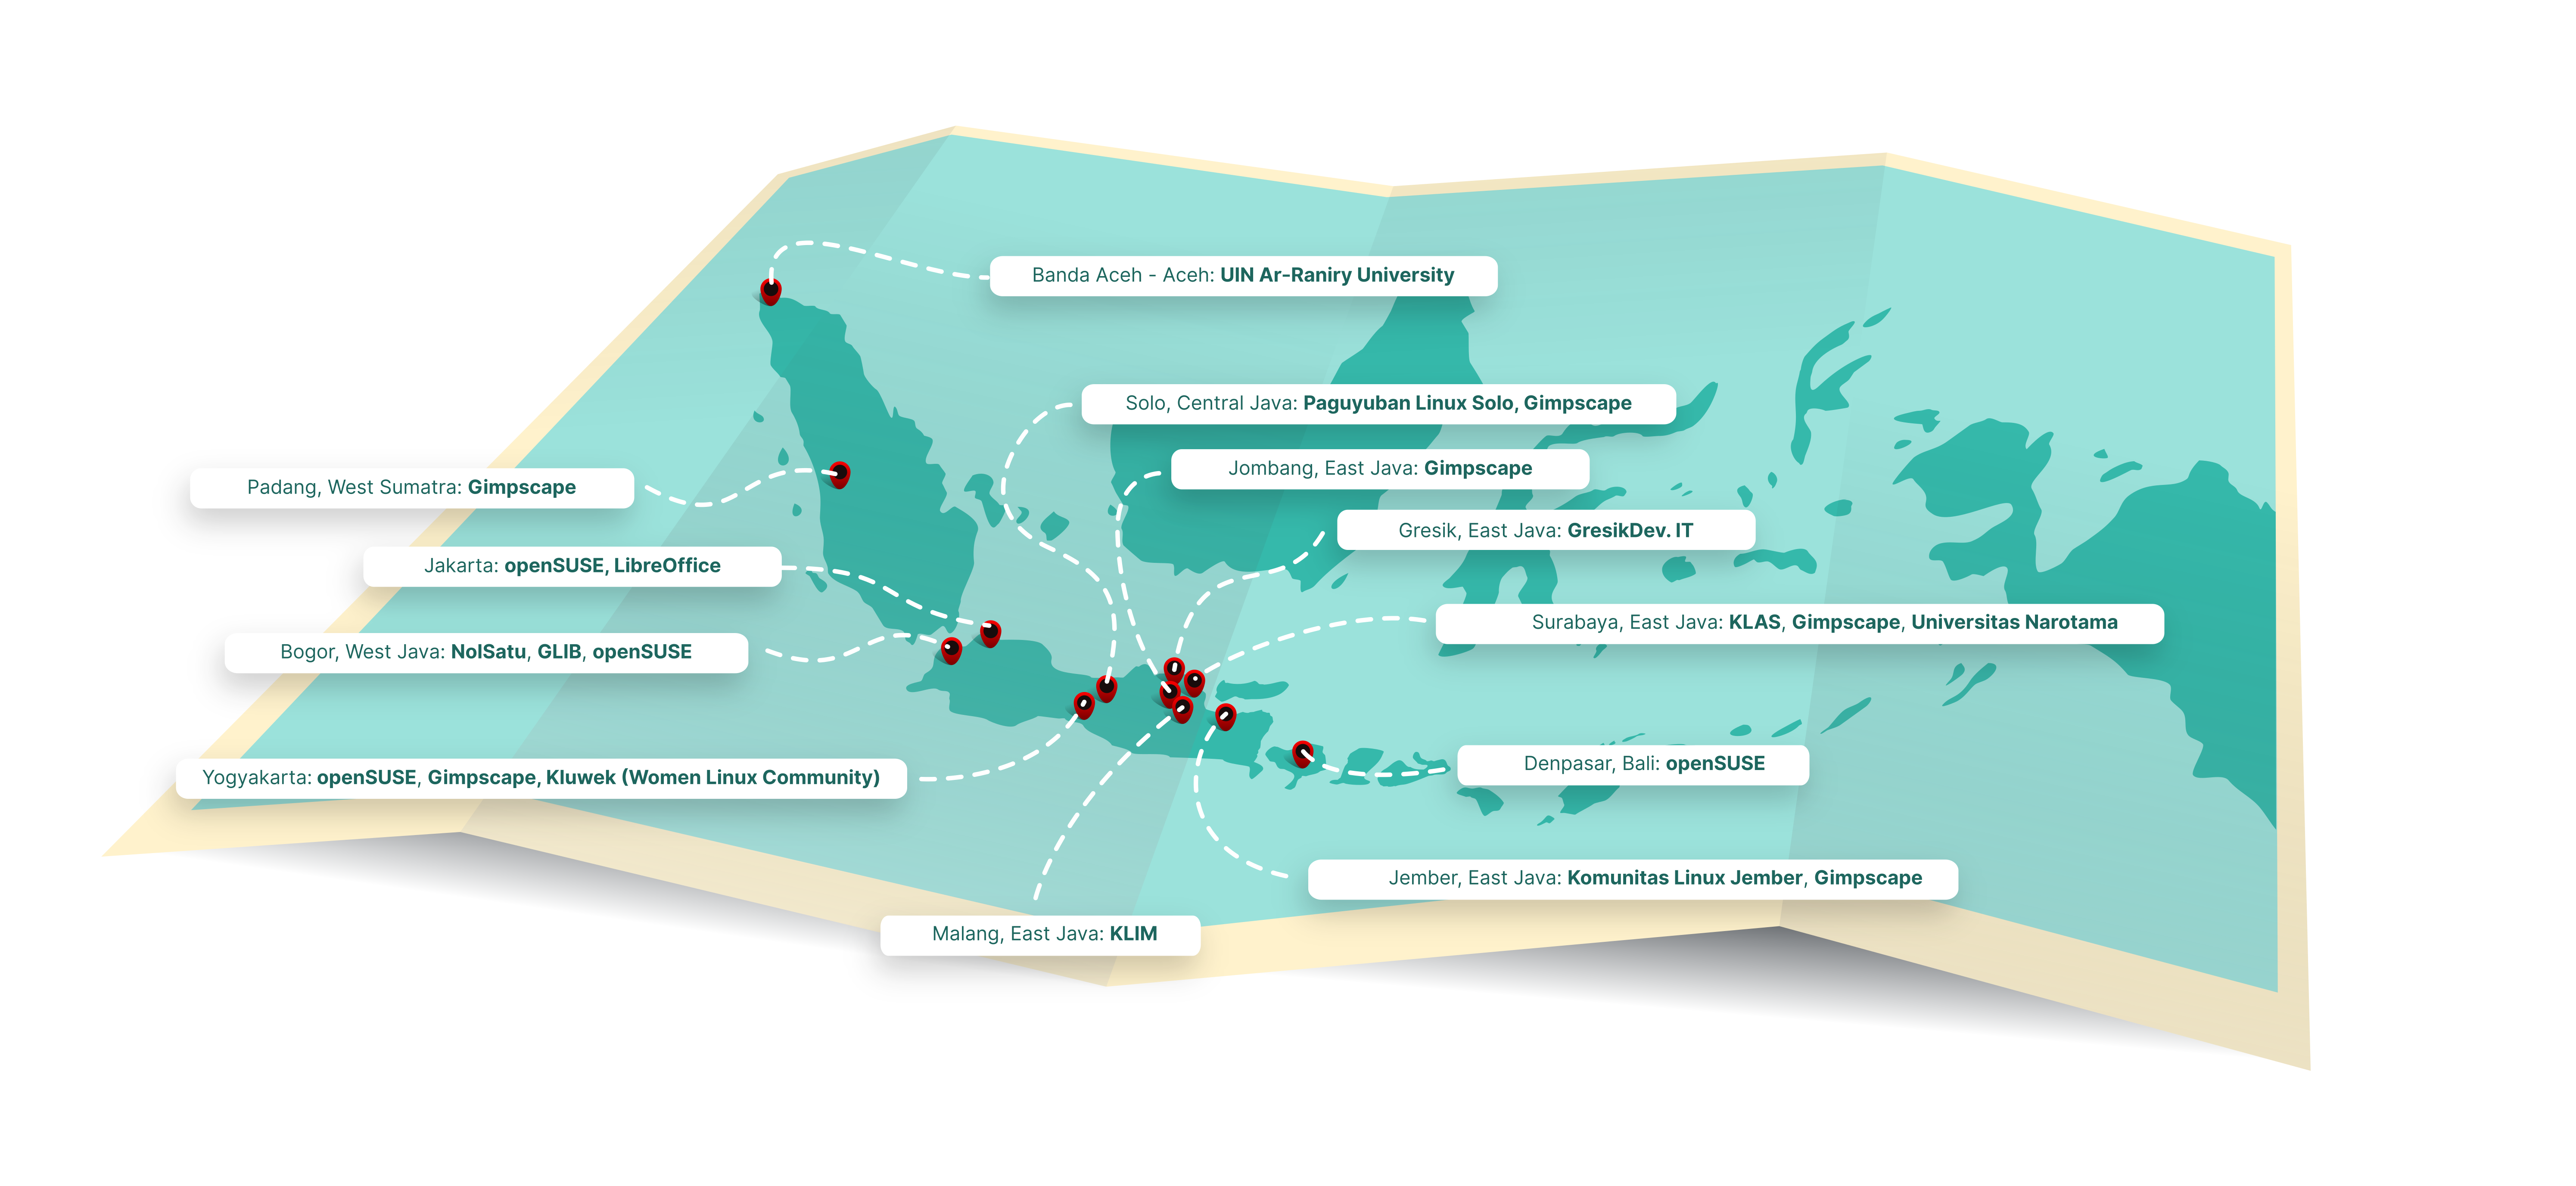 Banda Aceh - Aceh: UIN Ar-Raniry University
Solo, Central Java: Paguyuban Linux Solo, Gimpscape
Jombang, East Java: Gimpscape
Padang, West Sumatra: Gimpscape
Gresik, East Java: GresikDev. IT
Jakarta: openSUSE, LibreOffice
Surabaya, East Java: KLAS, Gimpscape, Universitas Narotama
Bogor, West Java: NolSatu, GLIB, openSUSE
Denpasar, Bali: openSUSE
Yogyakarta: openSUSE, Gimpscape, Kluwek (Women Linux Community)
Jember, East Java: Komunitas Linux Jember, Gimpscape
Malang, East Java: KLIM